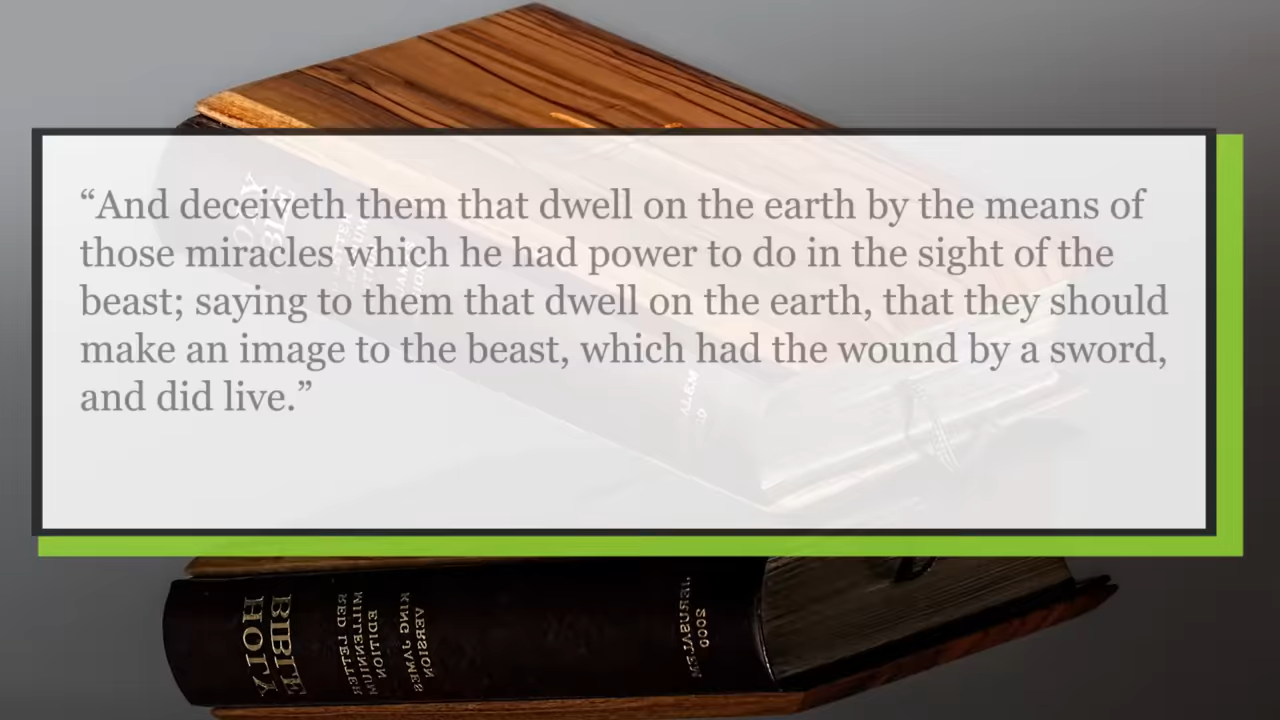 “And deceiveth them that dwell on the earth by the means of
those miracles which he had power to do in the sight of the
beast; saying to them that dwell on the earth, that they should
make an image to the beast, which had the wound by a sword,
and did live.”
HOLY
BIBLE
RED LETTER
MILLENNIUM
EDITION
KING JAMES
VERSION
JERUSALEM
2000